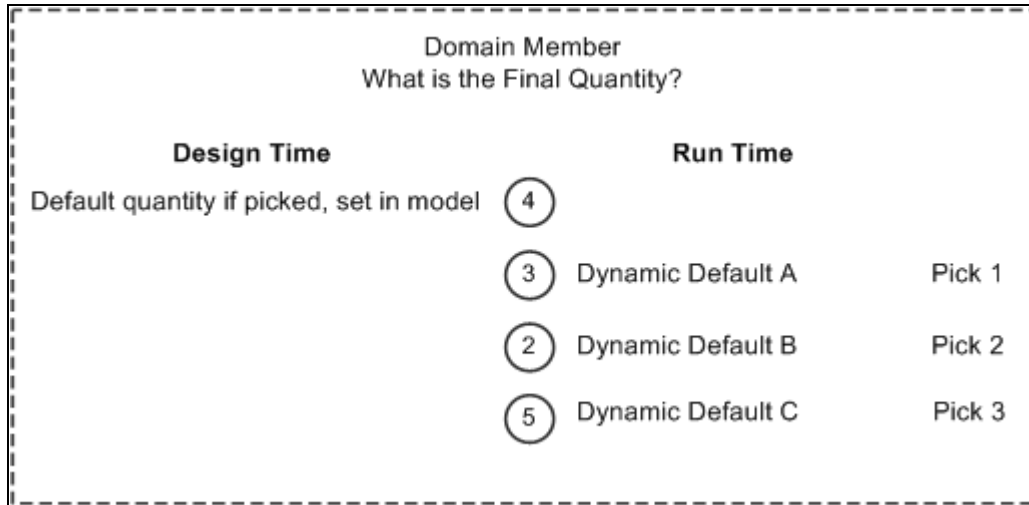 Domain Member
What is the Final Quantity?
Design Time Run Time
Default quantity if picked, set in model 4
3 Dynamic Default A Pick 1
2 Dynamic Default B Pick 2
5 Dynamic Default C Pick 3